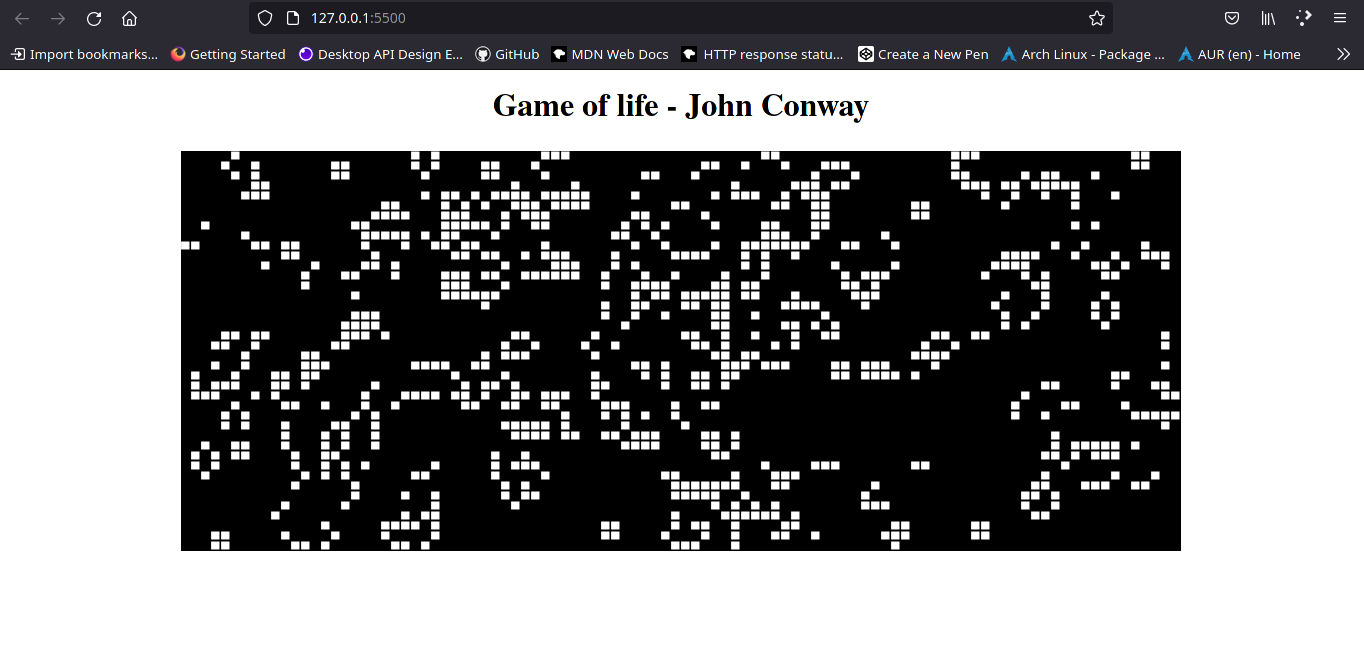 127.0.0.1:5500
Import bookmarks... Getting Started Desktop API Design E... GitHub MDN Web Docs HTTP response statu... Create a New Pen Arch Linux - Package ... AUR (en) - Home
Game of life - John Conway